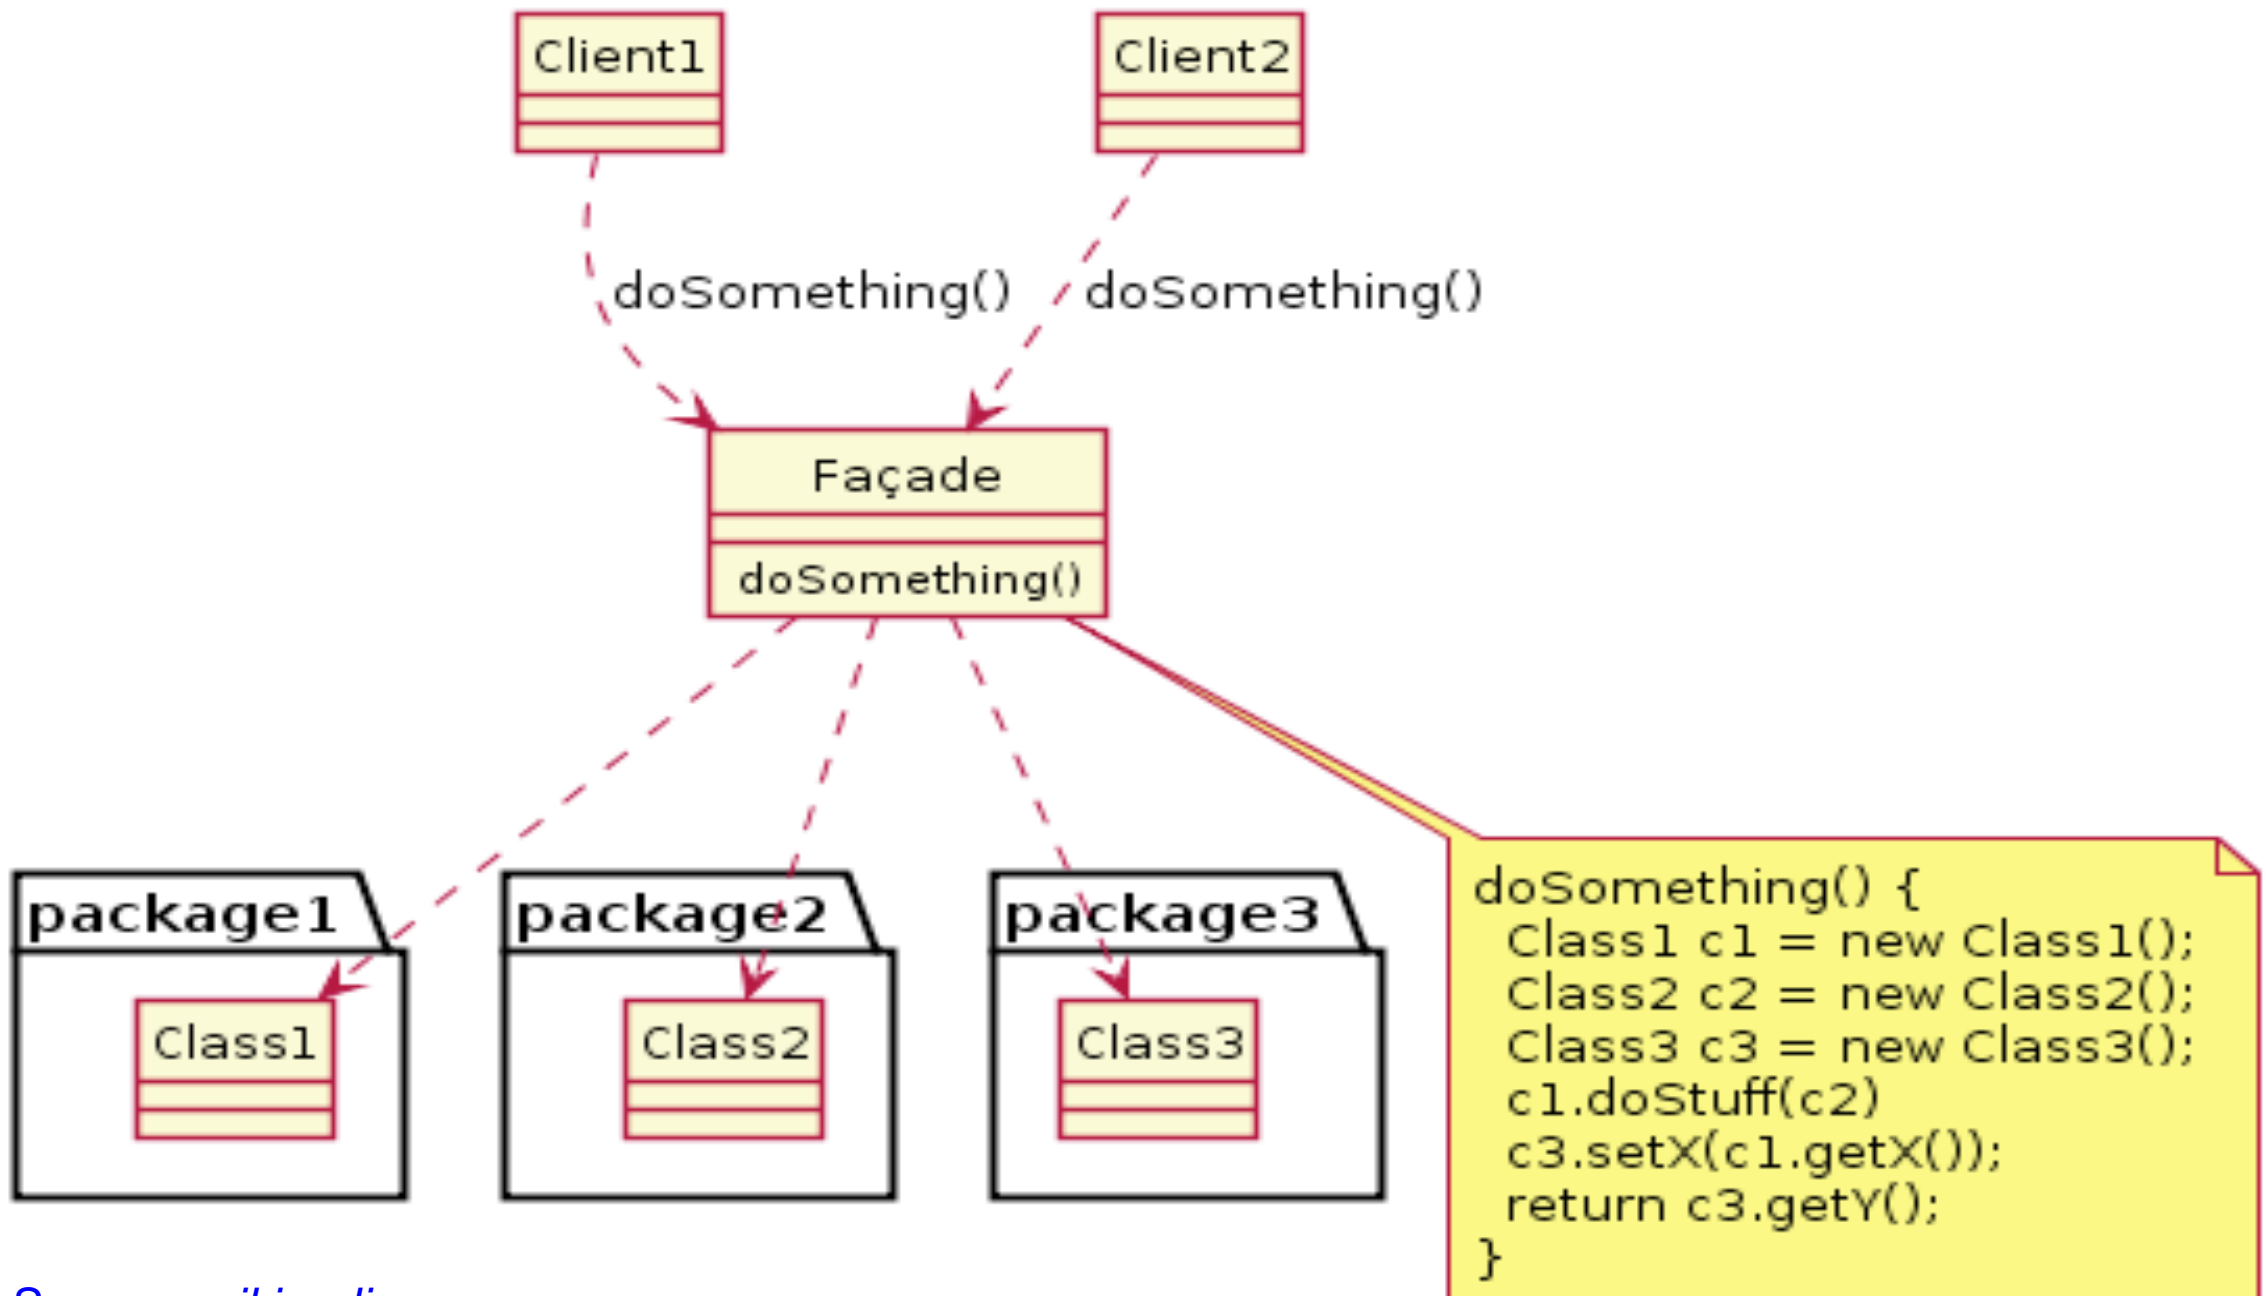 Client1
Client2
doSomething()
doSomething()
Façade
doSomething()
package1
package2
package3
Class1
Class2
Class3
doSomething() {
Class1 c1 = new Class1();
Class2 c2 = new Class2();
Class3 c3 = new Class3();
c1.doStuff(c2)
c3.setX(c1.getX());
return c3.getY();
}